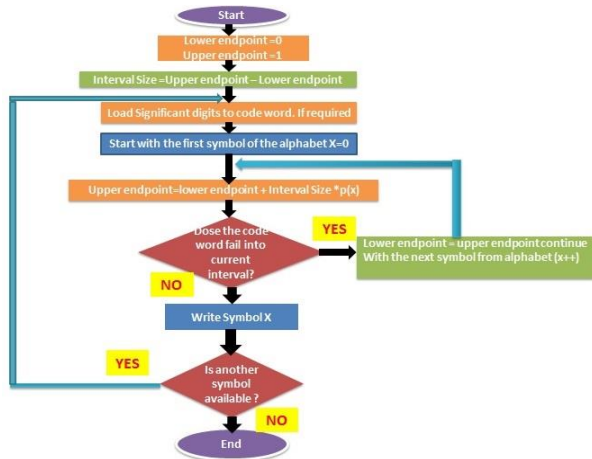 Start
Lower endpoint =0
Upper endpoint =1
Interval Size =Upper endpoint – Lower endpoint
Load Significant digits to code word. If required
Start with the first symbol of the alphabet X=0
Upper endpoint=lower endpoint + Interval Size *p(x)
Dose the code
word fail into
current
interval?
YES
Lower endpoint = upper endpoint continue
With the next symbol from alphabet (x++)
NO
Write Symbol X
YES
Is another
symbol
available ?
NO
End